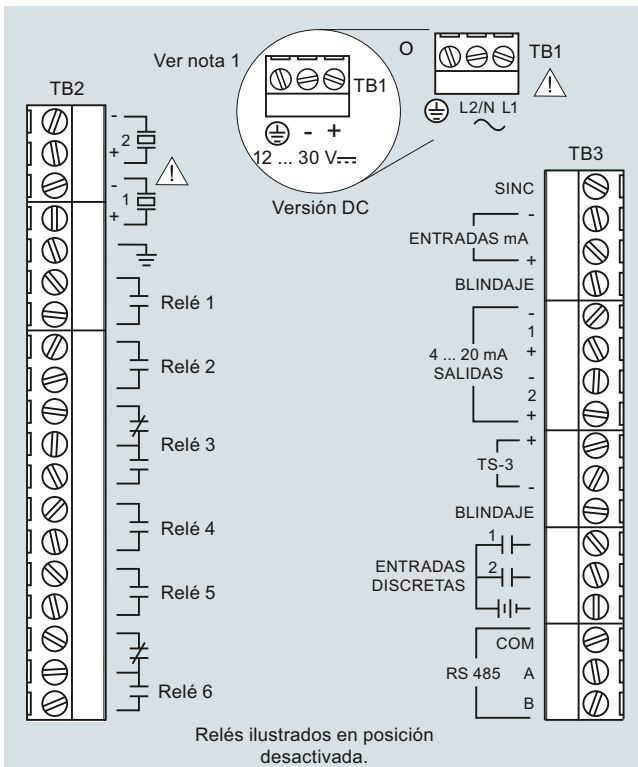 Ver nota 1
O
TB1
TB1
L2/N L1
- +
12 ... 30 V
Versión DC
TB2
-
2
+
-
1
+
Relé 1
Relé 2
Relé 3
Relé 4
Relé 5
Relé 6
TB3
SINC
-
ENTRADAS mA
+
BLINDAJE
-
1
+
4 ... 20 mA
SALIDAS
-
2
+
+
TS-3
-
BLINDAJE
1
ENTRADAS
2
DISCRETAS
COM
RS 485 A
B
Relés ilustrados en posición
desactivada.